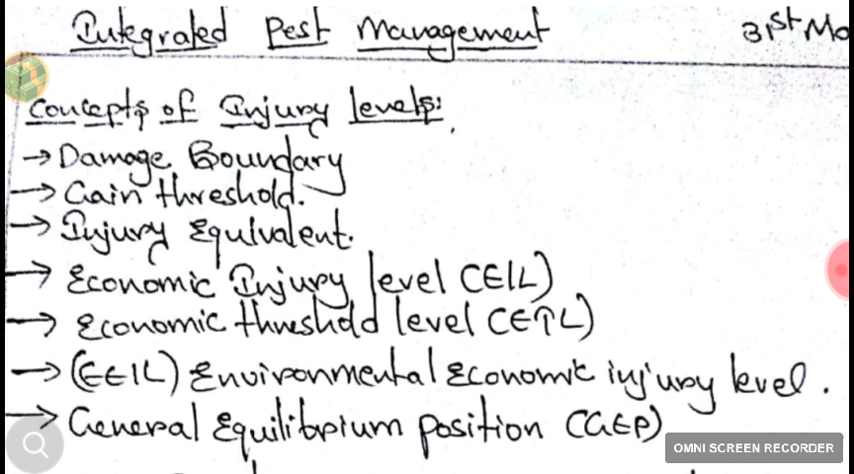 Integrated Pest Management 31st Ma
Concepts of Injury levels:
→ Damage Boundary
→ Gain threshold.
→ Injury Equivalent.
→ Economic Injury level (EIL)
→ Economic threshold level (ETL)
→ (EEIL) Environmental Economic injury level.
→ General Equilibrium position (GEP)
OMNI SCREEN RECORDER